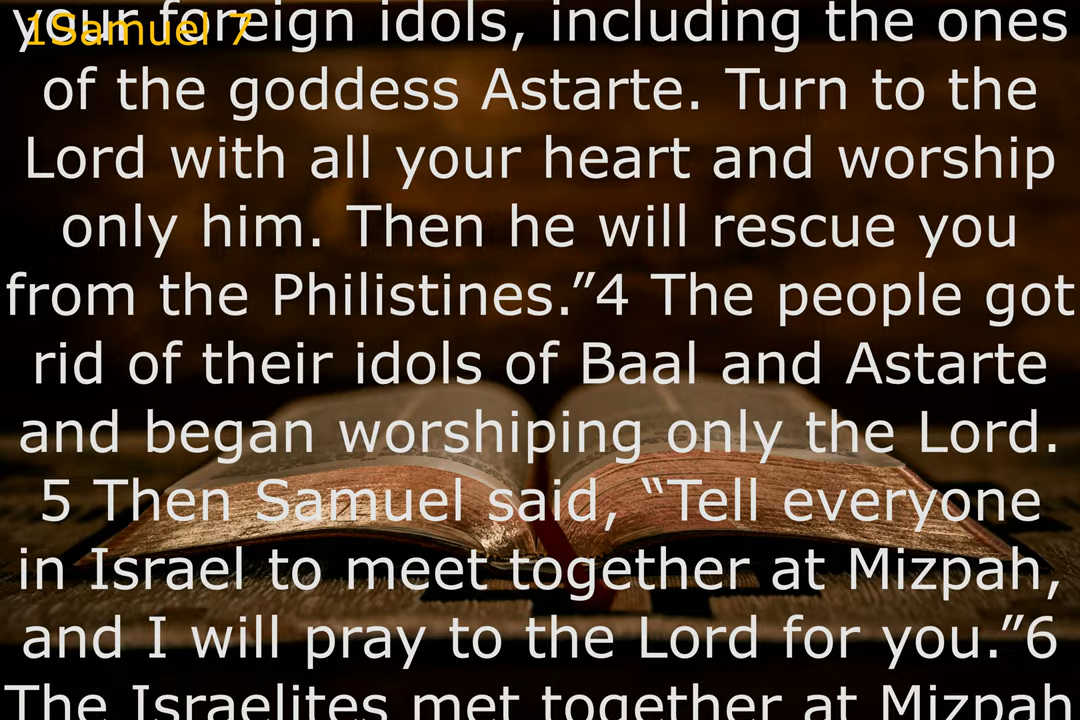 1Samuel 7
your foreign idols, including the ones
of the goddess Astarte. Turn to the
Lord with all your heart and worship
only him. Then he will rescue you
from the Philistines.”4 The people got
rid of their idols of Baal and Astarte
and began worshiping only the Lord.
5 Then Samuel said, “Tell everyone
in Israel to meet together at Mizpah,
and I will pray to the Lord for you.”6
The Israelites met together at Mizpah